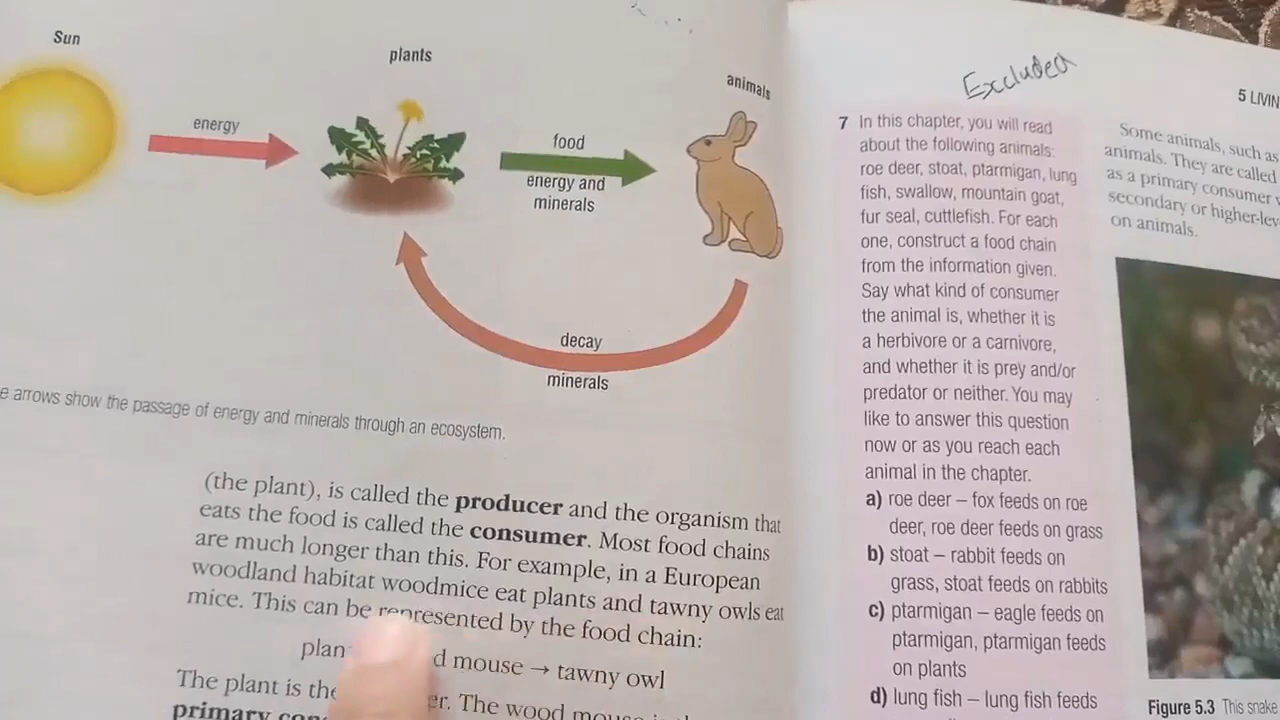 Sun
plants
animals
energy
food
energy and
minerals
decay
minerals
e arrows show the passage of energy and minerals through an ecosystem.
(the plant), is called the producer and the organism that
eats the food is called the consumer. Most food chains
are much longer than this. For example, in a European
woodland habitat woodmice eat plants and tawny owls eat
mice. This can be represented by the food chain:
plan d mouse → tawny owl
The plant is the er. The wood mouse is
primary con
Excluded
7 In this chapter, you will read
about the following animals:
roe deer, stoat, ptarmigan, lung
fish, swallow, mountain goat,
fur seal, cuttlefish. For each
one, construct a food chain
from the information given.
Say what kind of consumer
the animal is, whether it is
a herbivore or a carnivore,
and whether it is prey and/or
predator or neither. You may
like to answer this question
now or as you reach each
animal in the chapter.
a) roe deer – fox feeds on roe
deer, roe deer feeds on grass
b) stoat – rabbit feeds on
grass, stoat feeds on rabbits
c) ptarmigan – eagle feeds on
ptarmigan, ptarmigan feeds
on plants
d) lung fish – lung fish feeds
5 LIVIN
Some animals, such as
animals. They are called
as a primary consumer
secondary or higher-lev
on animals.
Figure 5.3 This snake